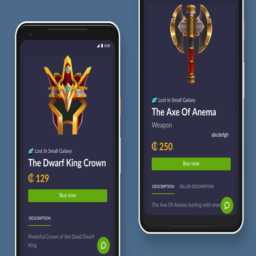 Lost In Small Galaxy
The Dwarf King Crown
₵ 129
Buy now
DESCRIPTION
Powerful Crown of the Dead Dwarf
King
Lost In Small Galaxy
The Axe Of Anema
Weapon
abcdefgh
₵ 250
Buy now
DESCRIPTION SELLER DESCRIPTION
The Axe Of Anema bursting with